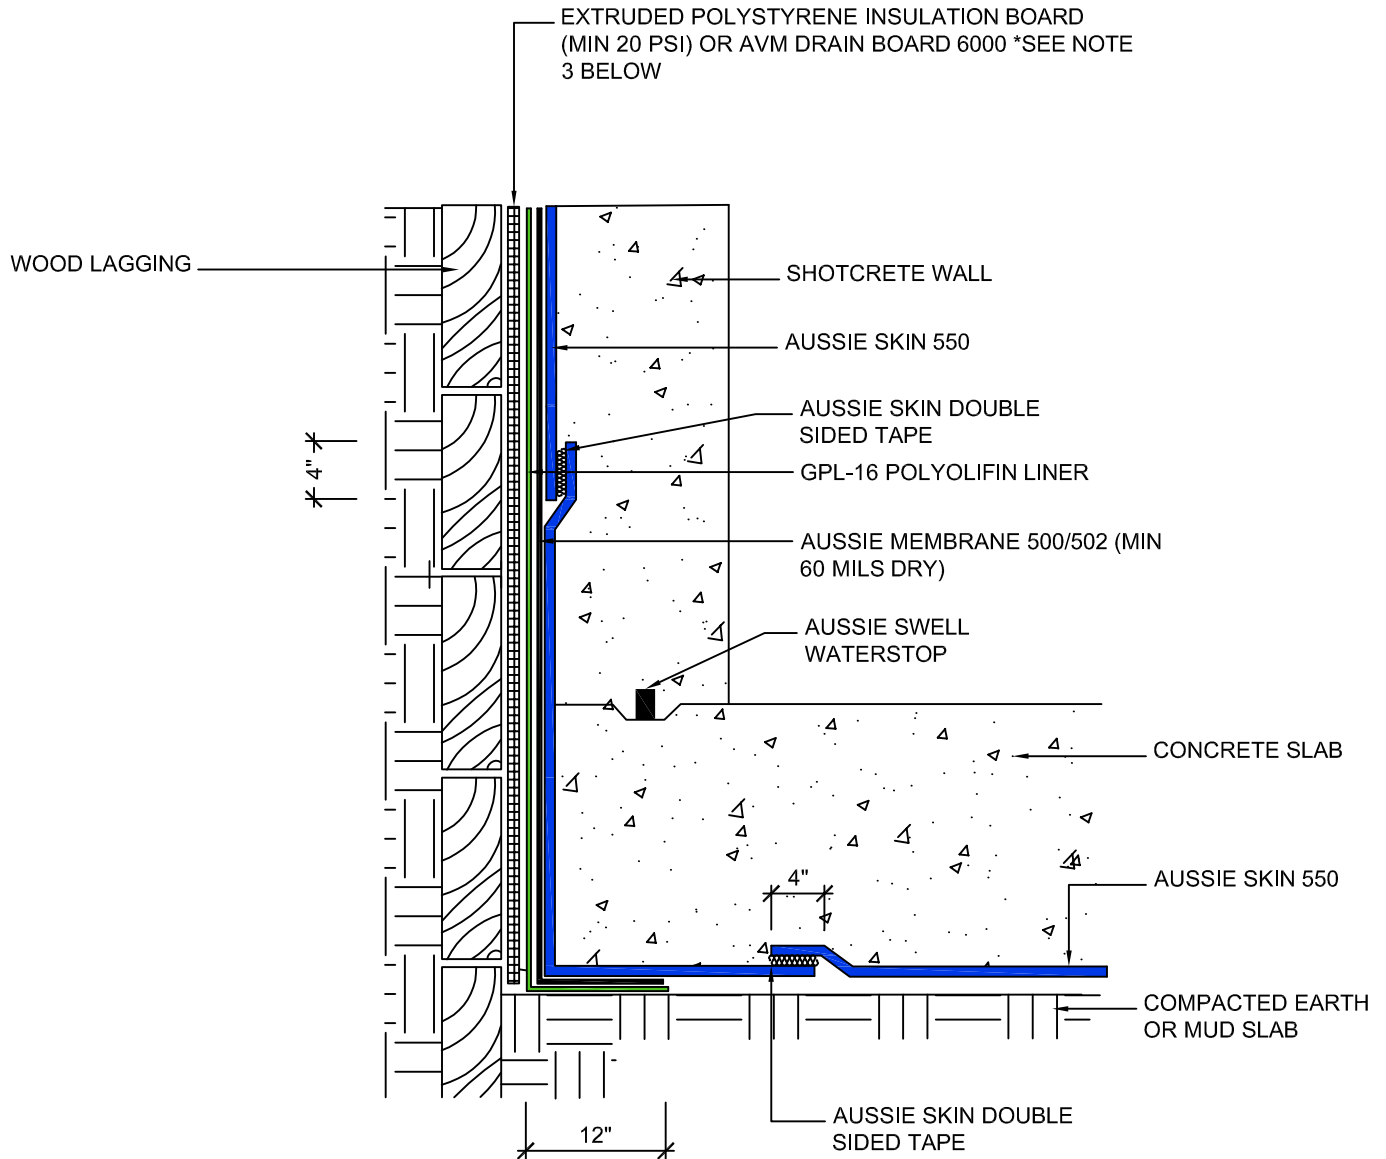 EXTRUDED POLYSTYRENE INSULATION BOARD
(MIN 20 PSI) OR AVM DRAIN BOARD 6000 *SEE NOTE
3 BELOW
WOOD LAGGING
SHOTCRETE WALL
AUSSIE SKIN 550
AUSSIE SKIN DOUBLE
SIDED TAPE
4"
GPL-16 POLYOLIFIN LINER
AUSSIE MEMBRANE 500/502 (MIN
60 MILS DRY)
AUSSIE SWELL
WATERSTOP
CONCRETE SLAB
4"
AUSSIE SKIN 550
COMPACTED EARTH
OR MUD SLAB
AUSSIE SKIN DOUBLE
SIDED TAPE
12"